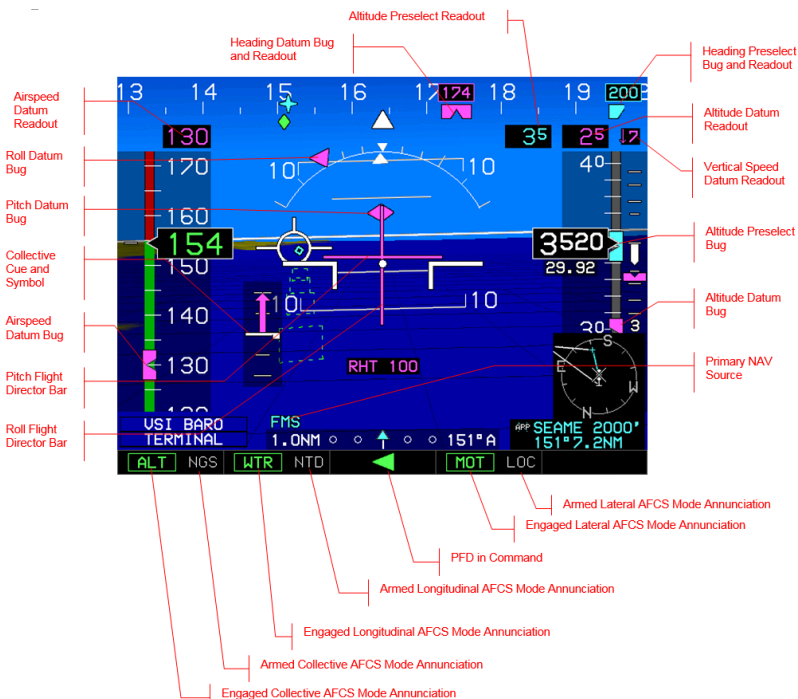 Altitude Preselect Readout
Heading Datum Bug
and Readout
Heading Preselect
Bug and Readout
13 14 15 16 17 18 19
174
200
Airspeed
Datum
Readout
130
35
25
7
Altitude Datum
Readout
Roll Datum
Bug
170
10
10
40
Vertical Speed
Datum Readout
Pitch Datum
Bug
160
154
3520
Altitude Preselect
Bug
Collective
Cue and
Symbol
150
29.92
140
10
10
Altitude Datum
Bug
30
3
Airspeed
Datum Bug
130
RHT 100
S
E
W
N
Primary NAV
Source
Pitch Flight
Director Bar
120
Roll Flight
Director Bar
VSI BARO
TERMINAL
FMS
1.0NM
151°A
APP SEAME 2000'
151°7.2NM
ALT NGS WTR NTD MOT LOC
Armed Lateral AFCS Mode Annunciation
Engaged Lateral AFCS Mode Annunciation
PFD in Command
Armed Longitudinal AFCS Mode Annunciation
Engaged Longitudinal AFCS Mode Annunciation
Armed Collective AFCS Mode Annunciation
Engaged Collective AFCS Mode Annunciation